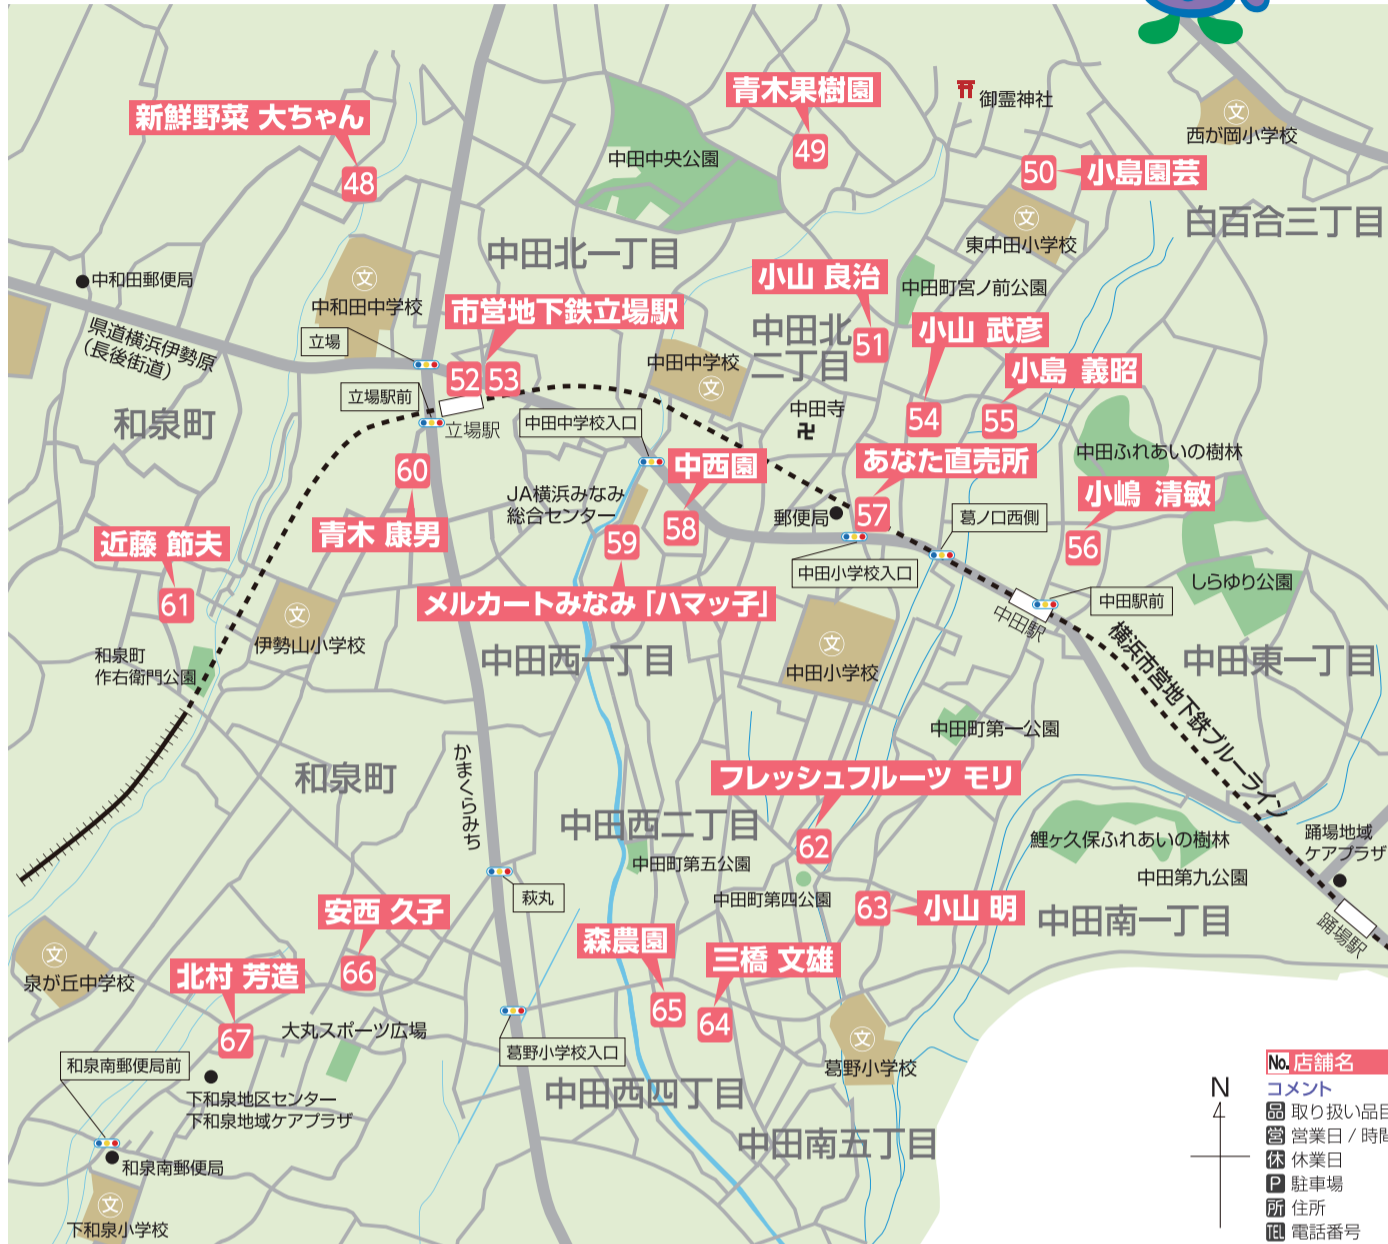 青木果樹園
49
御霊神社
文
西が岡小学校
新鮮野菜 大ちゃん
48
中田中央公園
50
小島園芸
文
東中田小学校
白百合三丁目
中田北一丁目
中和田郵便局
文
中和田中学校
小山 良治
51
中田町宮ノ前公園
県道横浜伊勢原
(長後街道)
立場
市営地下鉄立場駅
52
53
中田北
二丁目
小山 武彦
54
小島 義昭
55
中田中学校
文
立場駅前
立場駅
中田中学校入口
中田寺
卍
和泉町
中田ふれあいの樹林
60
青木 康男
JA横浜みなみ
総合センター
中西園
58
あなた直売所
57
郵便局
葛ノ口西側
小嶋 清敏
56
近藤 節夫
61
59
メルカートみなみ「ハマッ子」
中田小学校入口
しらゆり公園
中田駅前
中田駅
文
伊勢山小学校
文
中田小学校
和泉町
作右衛門公園
中田西一丁目
横浜市営地下鉄ブルーライン
中田東一丁目
中田町第一公園
和泉町
かまくらみち
フレッシュフルーツ モリ
62
中田西二丁目
中田町第五公園
中田町第四公園
鯉ヶ久保ふれあいの樹林
中田第九公園
踊場地域
ケアプラザ
踊場駅
萩丸
63
小山 明
中田南一丁目
安西 久子
66
文
泉が丘中学校
北村 芳造
67
森農園
65
三橋 文雄
64
大丸スポーツ広場
文
葛野小学校
葛野小学校入口
和泉南郵便局前
下和泉地区センター
下和泉地域ケアプラザ
中田西四丁目
中田南五丁目
和泉南郵便局
文
下和泉小学校
N
No. 店舗名
コメント
品 取り扱い品目
営 営業日 / 時間
休 休業日
P 駐車場
所 住所
TEL 電話番号